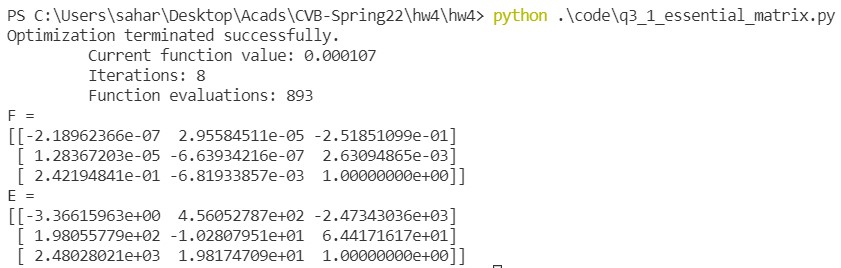 PS C:\Users\sahar\Desktop\Acads\CVB-Spring22\hw4\hw4> python .\code\q3_1_essential_matrix.py
Optimization terminated successfully.
         Current function value: 0.000107
         Iterations: 8
         Function evaluations: 893
F =
[[-2.18962366e-07  2.95584511e-05 -2.51851099e-01]
 [ 1.28367203e-05 -6.63934216e-07  2.63094865e-03]
 [ 2.42194841e-01 -6.81933857e-03  1.00000000e+00]]
E =
[[-3.36615963e+00  4.56052787e+02 -2.47343036e+03]
 [ 1.98055779e+02 -1.02807951e+01  6.44171617e+01]
 [ 2.48028021e+03  1.98174709e+01  1.00000000e+00]]